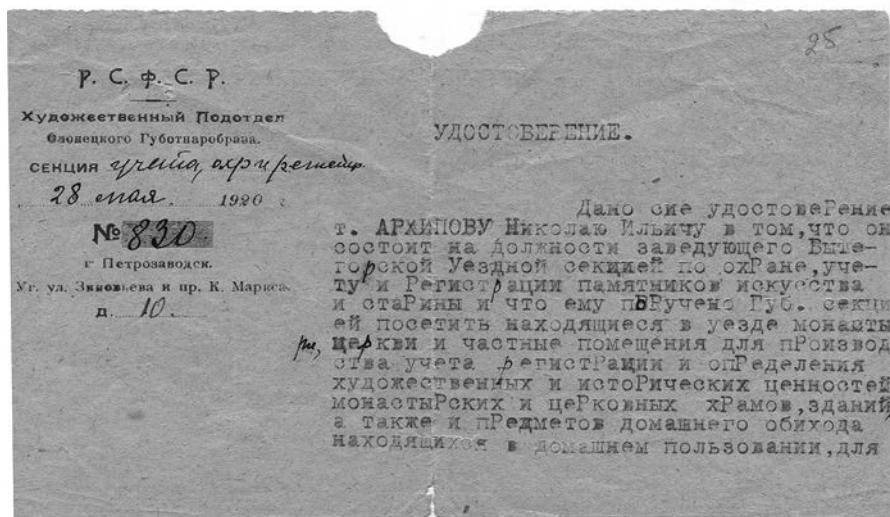 25
Р. С. Ф. С. Р.
Художественный Подотдел
Олонецкого Губотнаробраза.
СЕКЦИЯ учета, охр и регистр.
28 мая. 1920 г
№ 830.
г Петрозаводск.
Уг. ул. Зиновьева и пр. К. Маркса.
д. 10.
УДОСТОВЕРЕНИЕ.
Дано сие удостовеРение
т. АРХИПОВУ Николаю Ильичу в том,что он
состоит на Должности заведующего Выте-
горской Уездной секцией по охРане,уче-
ту и Регистрации памятников искусства
и стаРины и что ему поРучено Губ. секци
ей посетить находящиеся в уезде монасты
ри, церкви и частные помещения для пРоизвод
ства учета регистРации и опРеделения
художественных и истоРических ценностей
монастыРских и цеРковных хРамов,зданий,
а также и пРедметов домашнего обихода
находящихся в домашнем пользовании,для